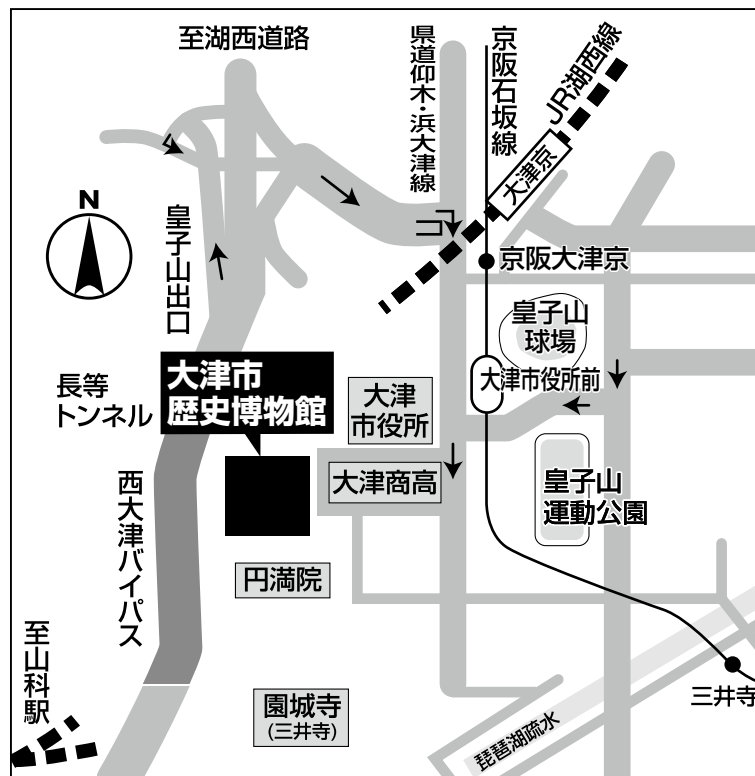 至湖西道路
県道仰木・浜大津線
京阪石坂線
JR湖西線
大津京
N
皇子山出口
コ
京阪大津京
皇子山
球場
長等
トンネル
大津市
歴史博物館
大津
市役所
大津市役所前
大津商高
皇子山
運動公園
西大津バイパス
円満院
至山科駅
園城寺
(三井寺)
三井寺
琵琶湖疏水